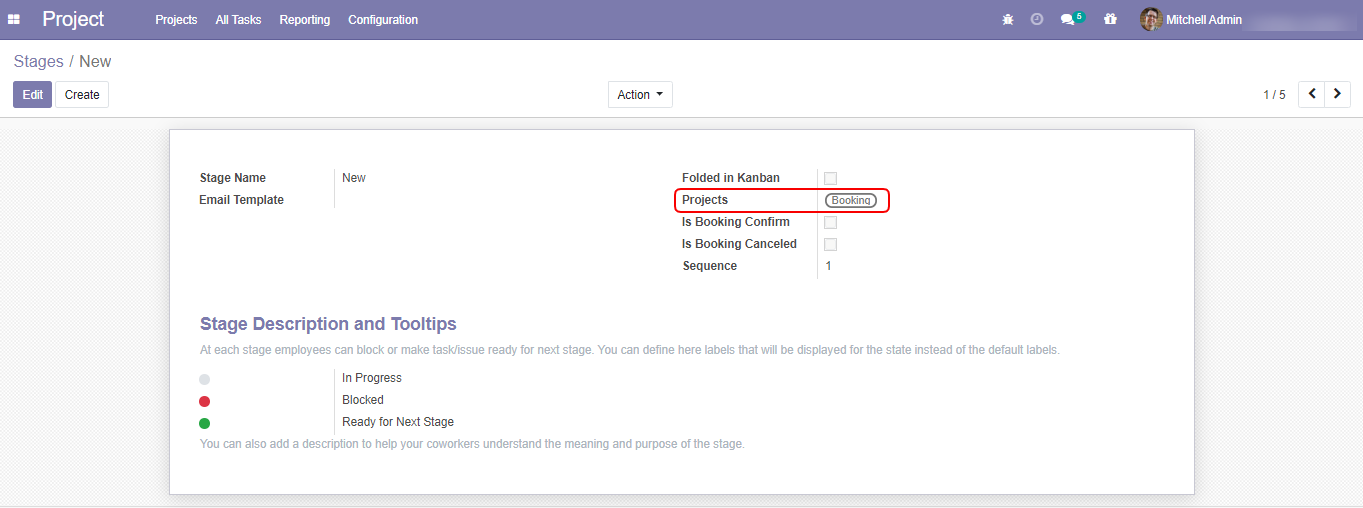 Project Projects All Tasks Reporting Configuration 5 Mitchell Admin
Stages / New
Edit Create Action 1 / 5
Stage Name New Folded in Kanban
Email Template Projects Booking
Is Booking Confirm
Is Booking Canceled
Sequence 1
Stage Description and Tooltips
At each stage employees can block or make task/issue ready for next stage. You can define here labels that will be displayed for the state instead of the default labels.
In Progress
Blocked
Ready for Next Stage
You can also add a description to help your coworkers understand the meaning and purpose of the stage.